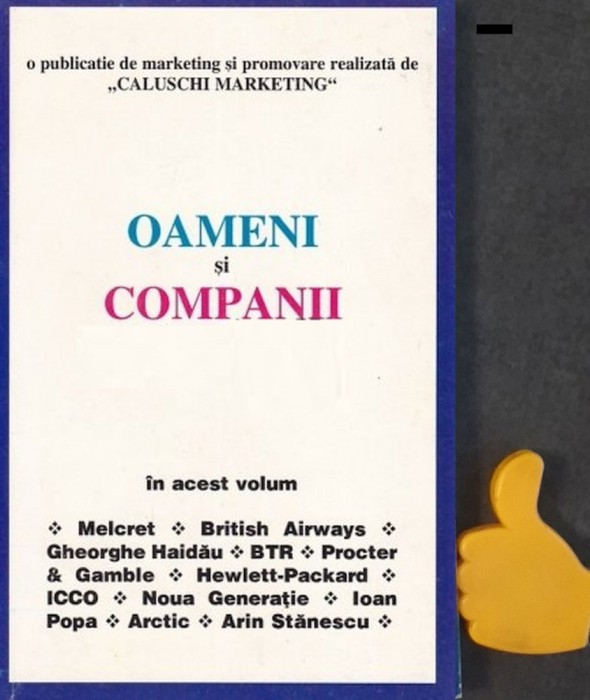 o publicatie de marketing și promovare realizată de
„CALUSCHI MARKETING“
OAMENI
și
COMPANII
în acest volum
❖ Melcret ❖ British Airways ❖
Gheorghe Haidău ❖ BTR ❖ Procter
& Gamble ❖ Hewlett-Packard ❖
ICCO ❖ Noua Generație ❖ Ioan
Popa ❖ Arctic ❖ Arin Stănescu ❖